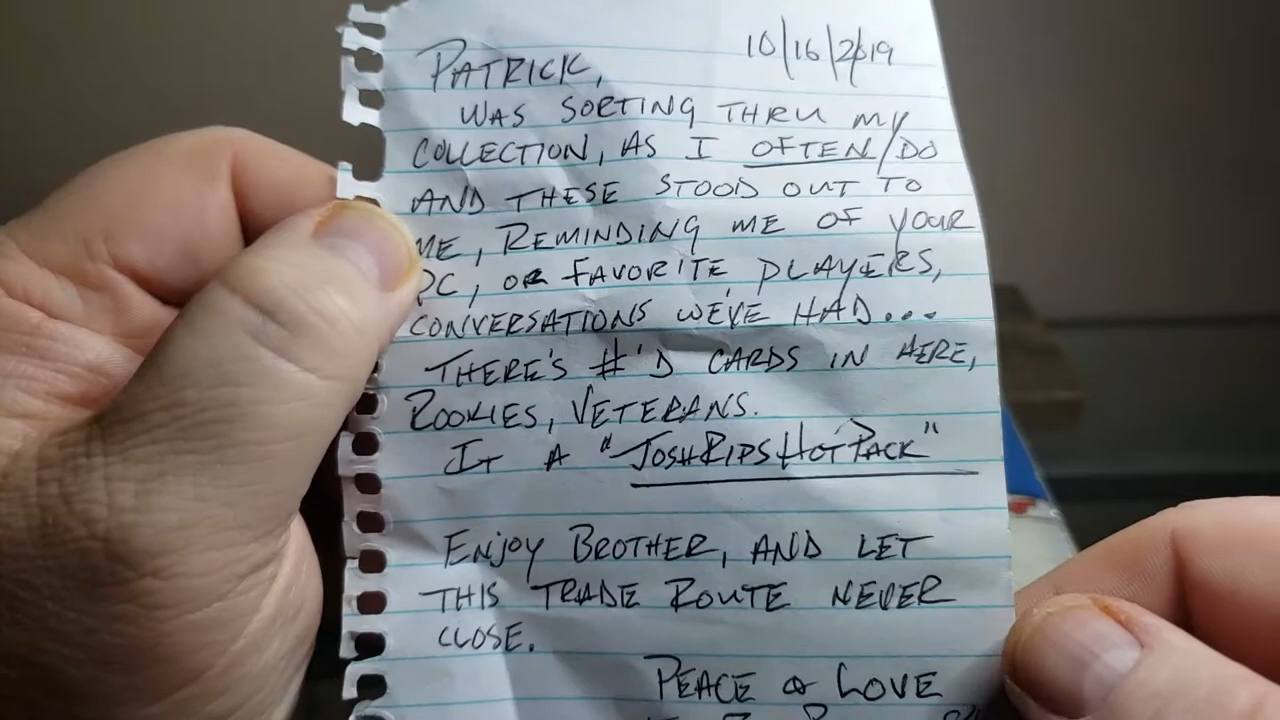 10/16/2019
PATRICK,
WAS SORTING THRU MY
COLLECTION, AS I OFTEN/DO
AND THESE STOOD OUT TO
ME, REMINDING ME OF YOUR
PC, OR FAVORITE PLAYERS,
CONVERSATIONS WE'VE HAD...
THERE'S #'D CARDS IN HERE,
ROOKIES, VETERANS.
IT A "JOSHRIPSHOTPACK"
ENJOY BROTHER, AND LET
THIS TRADE ROUTE NEVER
CLOSE.
PEACE & LOVE